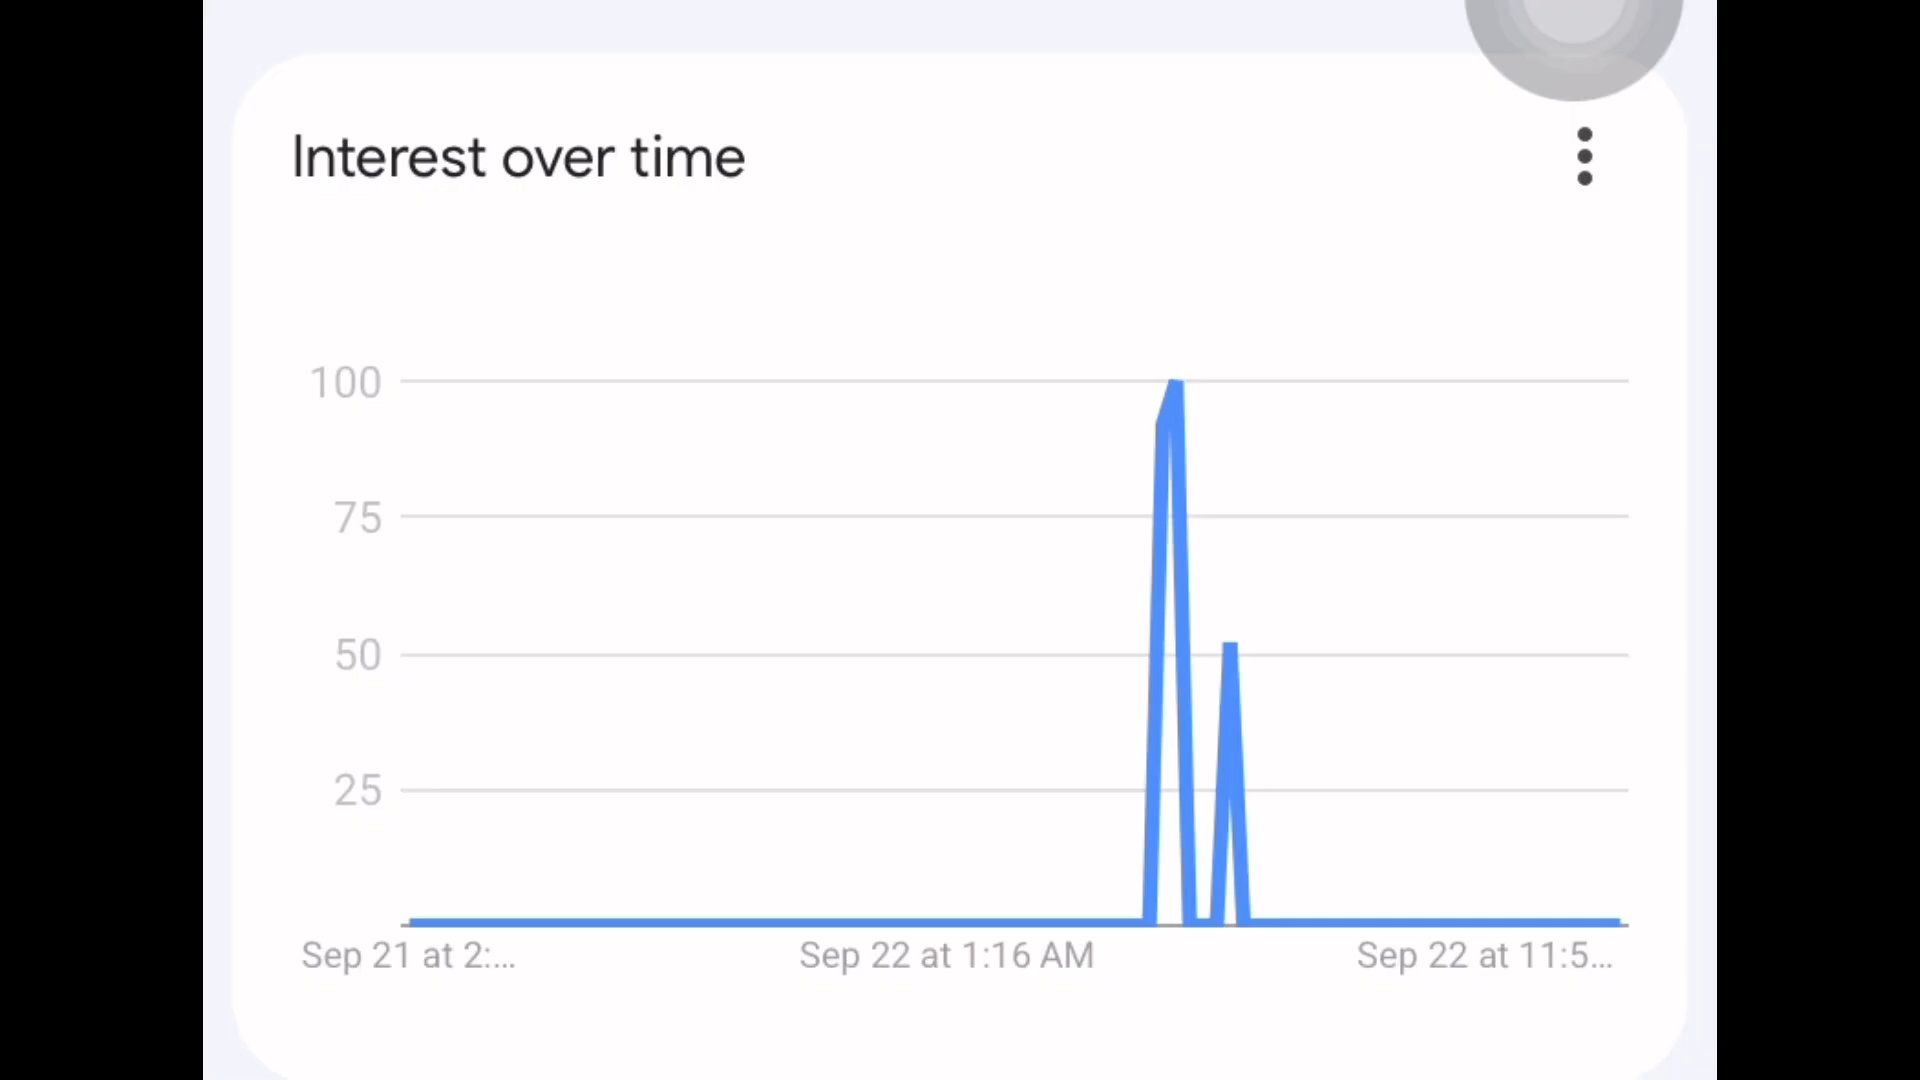 Interest over time
100
75
50
25
Sep 21 at 2:...
Sep 22 at 1:16 AM
Sep 22 at 11:5...